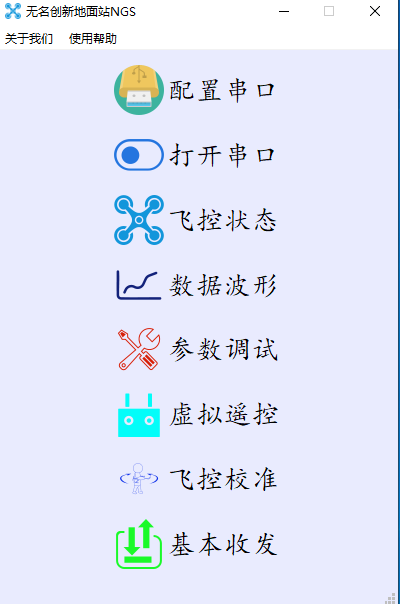 无名创新地面站NGS
关于我们 使用帮助
配置串口
打开串口
飞控状态
数据波形
参数调试
虚拟遥控
飞控校准
基本收发